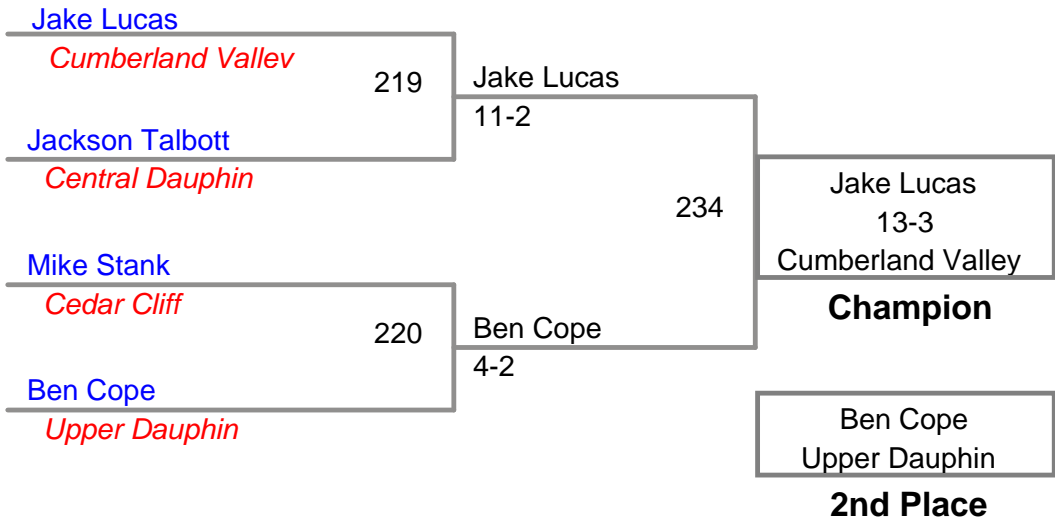 Jake Lucas
Cumberland Vallev
219
Jake Lucas
11-2
Jackson Talbott
Central Dauphin
234
Jake Lucas
13-3
Cumberland Valley
Champion
Mike Stank
Cedar Cliff
220
Ben Cope
4-2
Ben Cope
Upper Dauphin
Ben Cope
Upper Dauphin
2nd Place